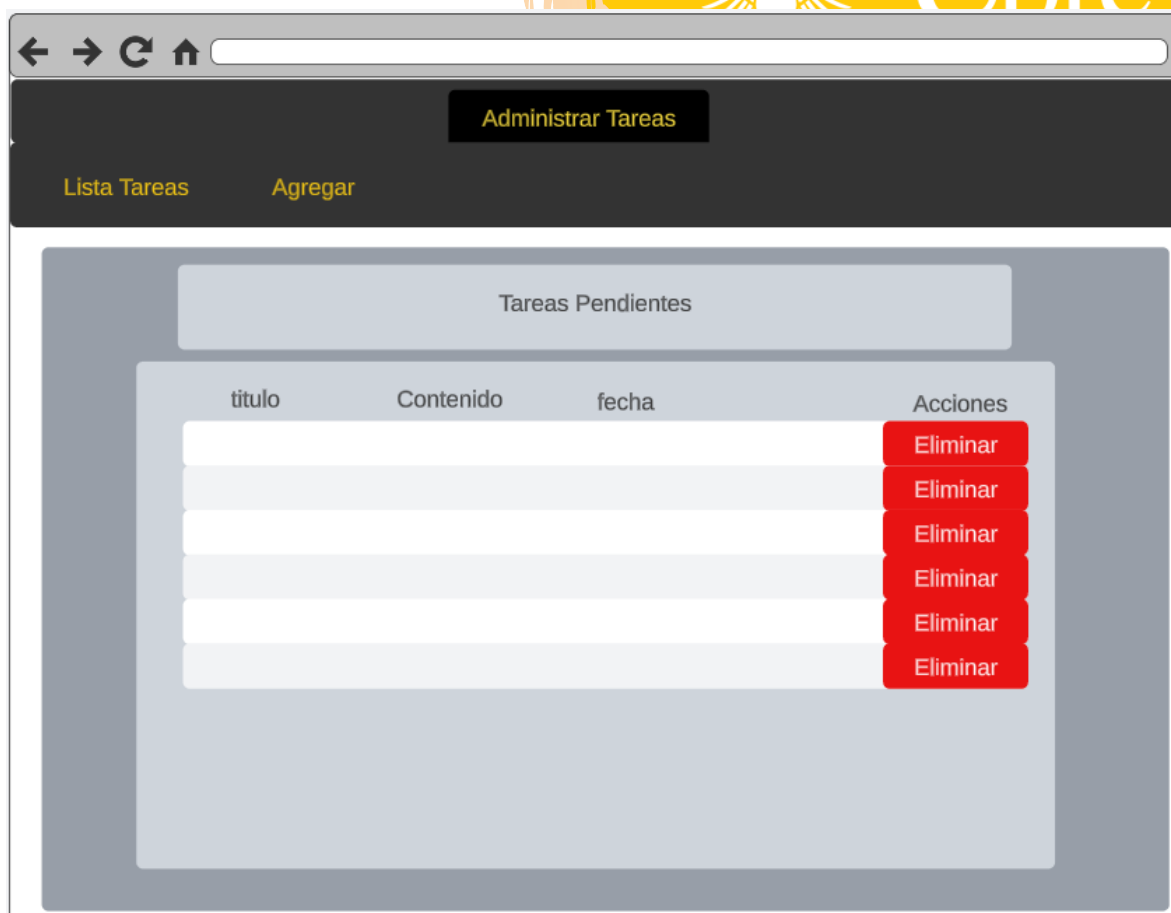 Administrar Tareas
Lista Tareas Agregar
Tareas Pendientes
titulo Contenido fecha Acciones
Eliminar
Eliminar
Eliminar
Eliminar
Eliminar
Eliminar